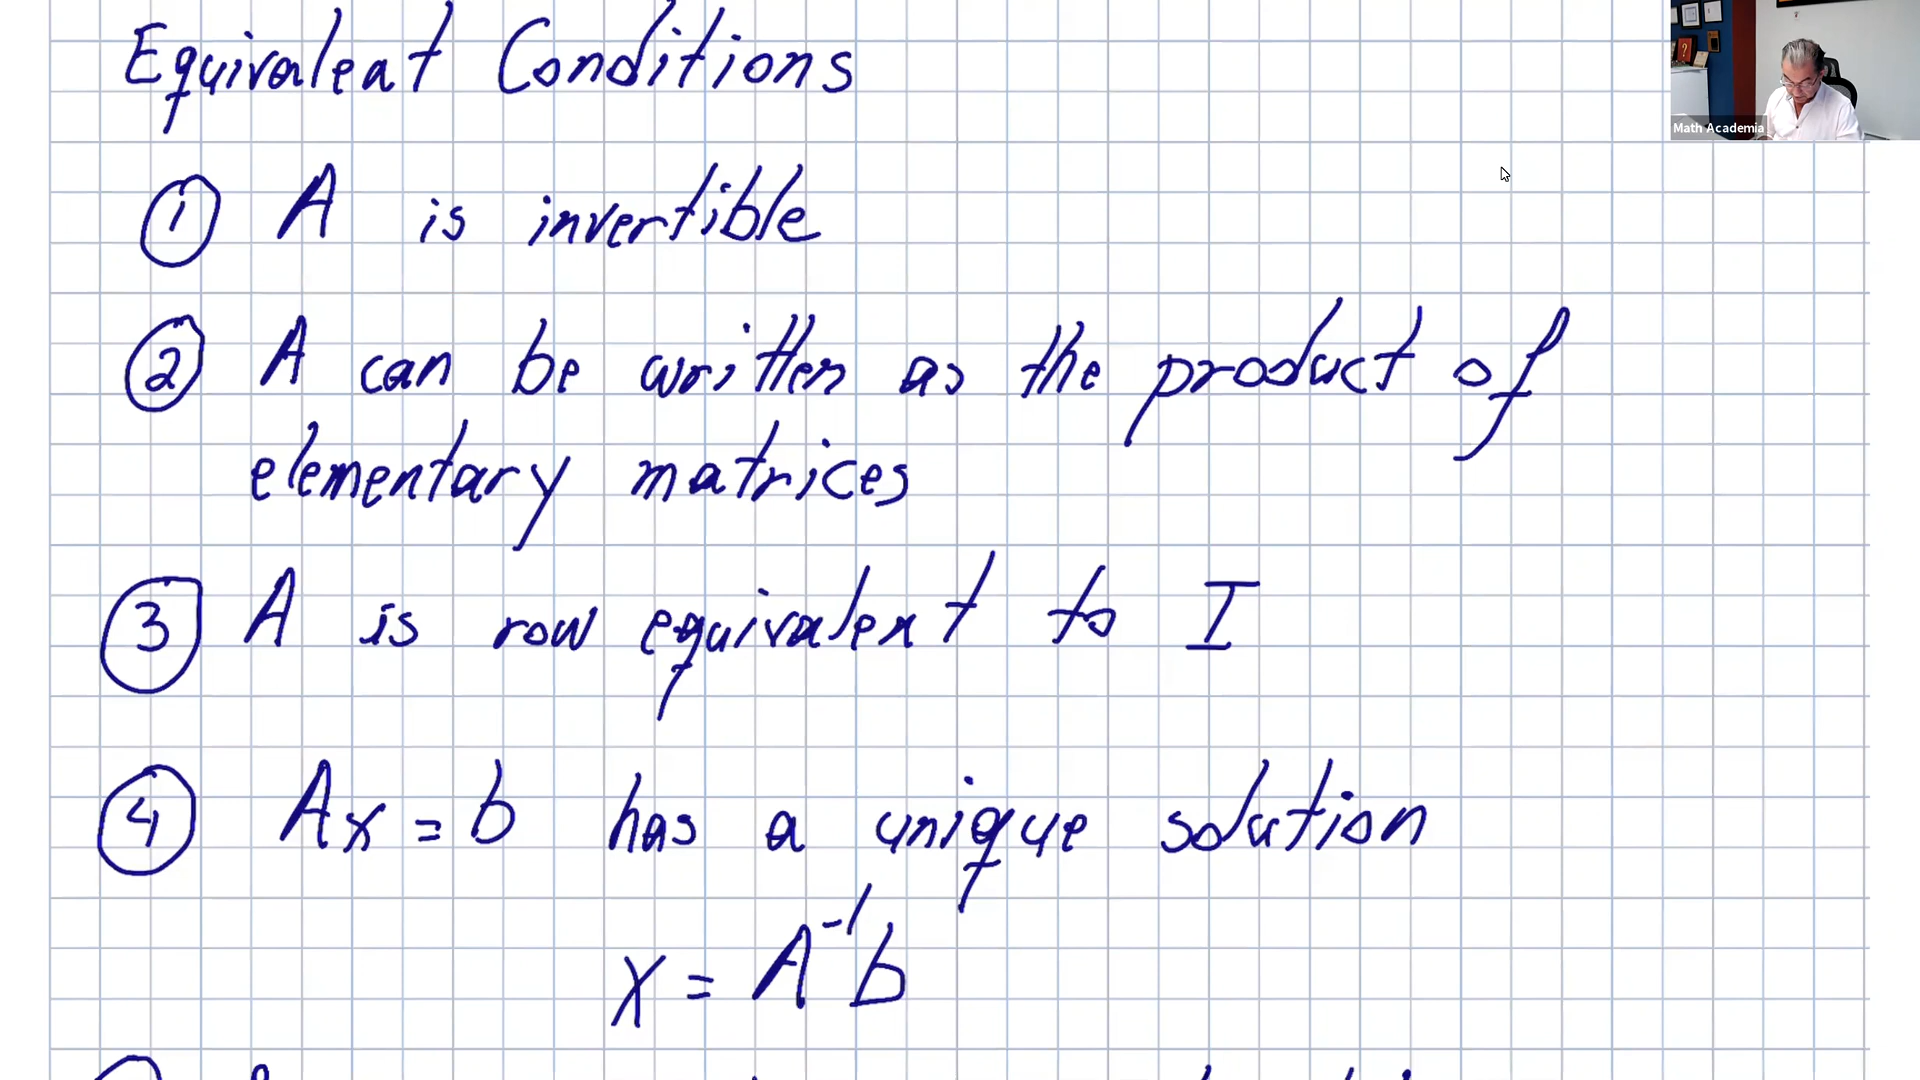 Equivalent Conditions
① A is invertible
② A can be written as the product of
elementary matrices
③ A is row equivalent to I
④ Ax = b has a unique solution
x = A⁻¹b
Math Academia